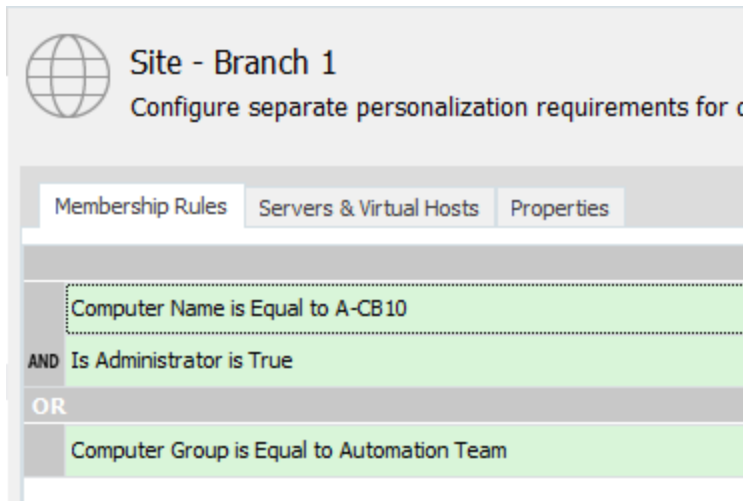 Site - Branch 1
Configure separate personalization requirements for
Membership Rules Servers & Virtual Hosts Properties
Computer Name is Equal to A-CB10
AND Is Administrator is True
OR
Computer Group is Equal to Automation Team